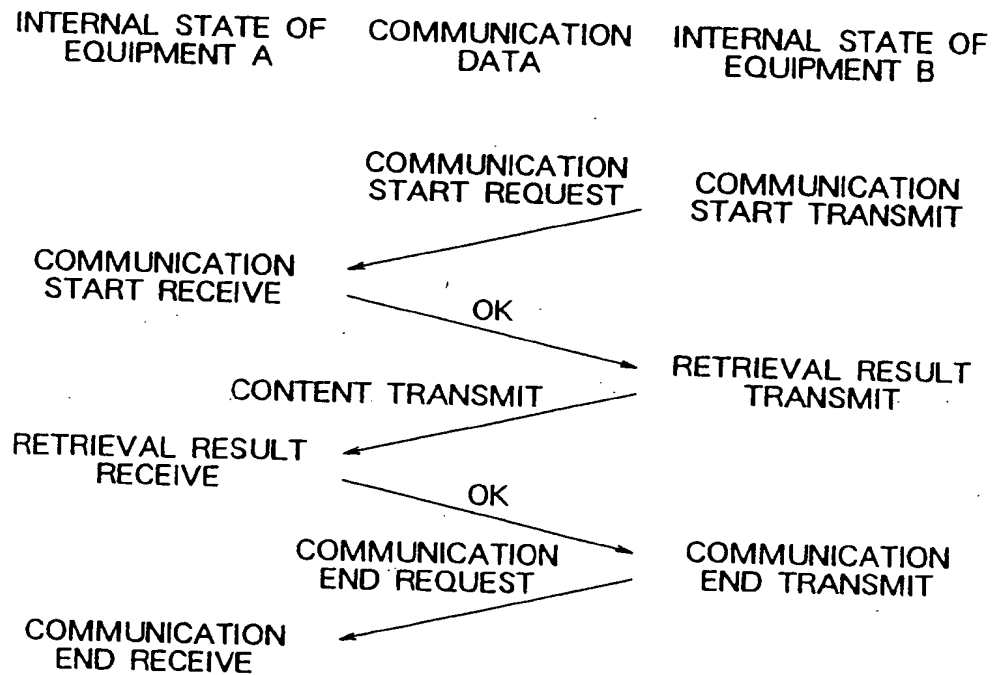 INTERNAL STATE OF
EQUIPMENT A
COMMUNICATION
DATA
INTERNAL STATE OF
EQUIPMENT B
COMMUNICATION
START REQUEST
COMMUNICATION
START TRANSMIT
COMMUNICATION
START RECEIVE
OK
RETRIEVAL RESULT
TRANSMIT
CONTENT TRANSMIT
RETRIEVAL RESULT
RECEIVE
OK
COMMUNICATION
END REQUEST
COMMUNICATION
END TRANSMIT
COMMUNICATION
END RECEIVE